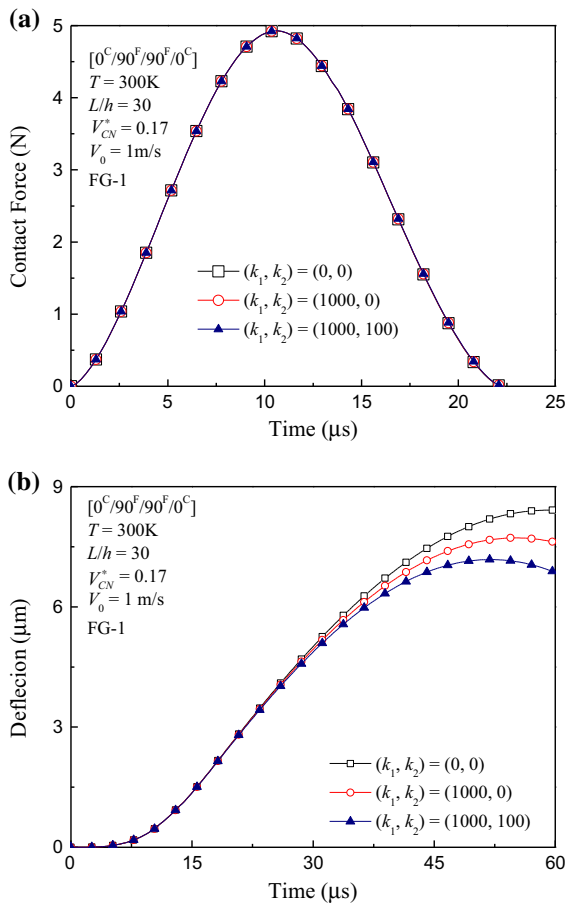 (a)
[0ᶜ/90ᶠ/90ᶠ/0ᶜ]
T = 300K
L/h = 30
V*CN = 0.17
V₀ = 1m/s
FG-1
(k₁, k₂) = (0, 0)
(k₁, k₂) = (1000, 0)
(k₁, k₂) = (1000, 100)
Contact Force (N)
5
4
3
2
1
0
0 5 10 15 20 25
Time (μs)
(b)
[0ᶜ/90ᶠ/90ᶠ/0ᶜ]
T = 300K
L/h = 30
V*CN = 0.17
V₀ = 1 m/s
FG-1
(k₁, k₂) = (0, 0)
(k₁, k₂) = (1000, 0)
(k₁, k₂) = (1000, 100)
Deflecion (μm)
9
6
3
0
0 15 30 45 60
Time (μs)